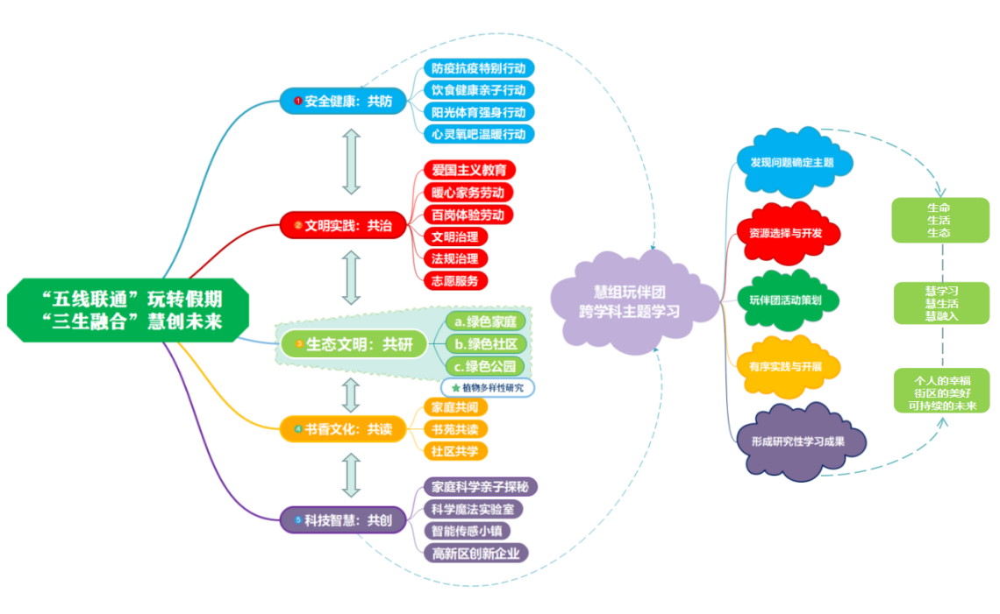 “五线联通”玩转假期
“三生融合”慧创未来
1 安全健康：共防
防疫抗疫特别行动
饮食健康亲子行动
阳光体育强身行动
心灵氧吧温暖行动
2 文明实践：共治
爱国主义教育
暖心家务劳动
百岗体验劳动
文明治理
法规治理
志愿服务
3 生态文明：共研
a.绿色家庭
b.绿色社区
c.绿色公园
植物多样性研究
4 书香文化：共读
家庭共阅
书苑共读
社区共学
5 科技智慧：共创
家庭科学亲子探秘
科学魔法实验室
智能传感小镇
高新区创新企业
慧组玩伴团
跨学科主题学习
发现问题确定主题
资源选择与开发
玩伴团活动策划
有序实践与开展
形成研究性学习成果
生命
生活
生态
慧学习
慧生活
慧融入
个人的幸福
街区的美好
可持续的未来